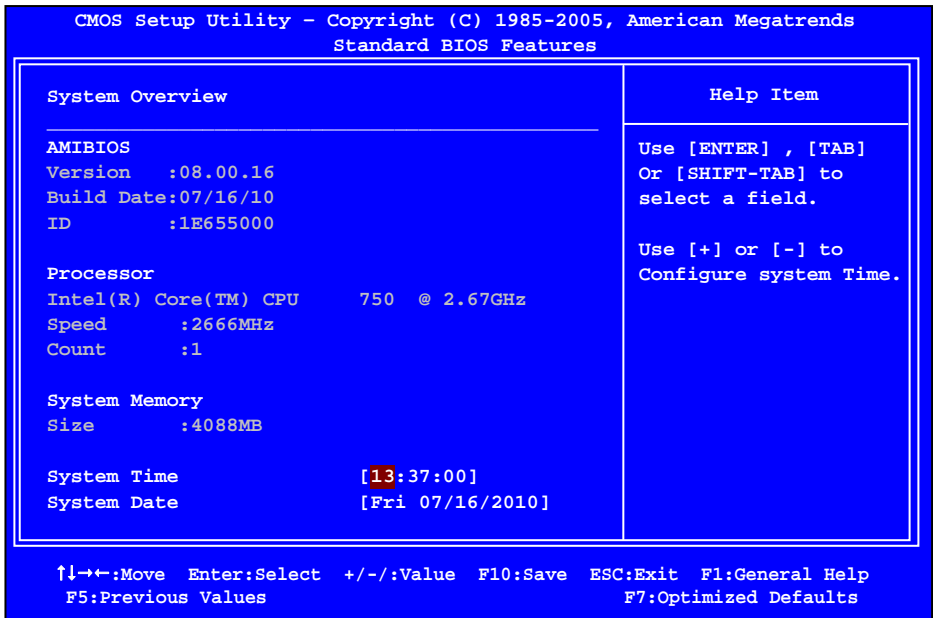 CMOS Setup Utility – Copyright (C) 1985-2005, American Megatrends
Standard BIOS Features
System Overview
AMIBIOS
Version :08.00.16
Build Date:07/16/10
ID :1E655000
Processor
Intel(R) Core(TM) CPU 750 @ 2.67GHz
Speed :2666MHz
Count :1
System Memory
Size :4088MB
System Time [13:37:00]
System Date [Fri 07/16/2010]
Help Item
Use [ENTER] , [TAB]
Or [SHIFT-TAB] to
select a field.
Use [+] or [-] to
Configure system Time.
↑↓→←:Move Enter:Select +/-/:Value F10:Save ESC:Exit F1:General Help
F5:Previous Values F7:Optimized Defaults